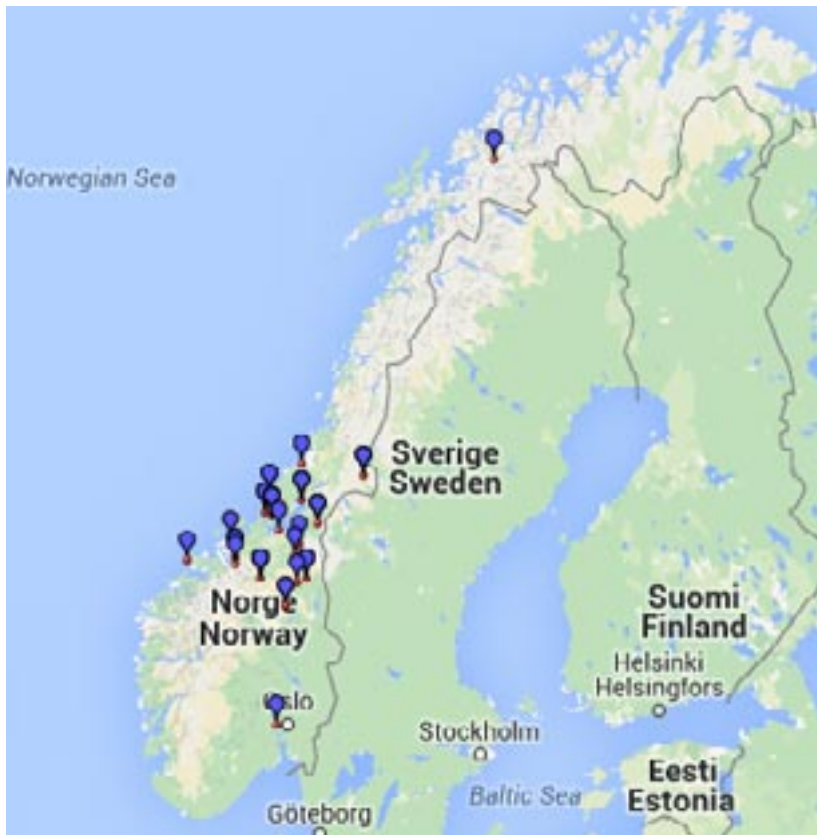 Norwegian Sea
Sverige
Sweden
Norge
Norway
Suomi
Finland
Helsinki
Helsingfors
Oslo
Stockholm
Eesti
Estonia
Baltic Sea
Göteborg